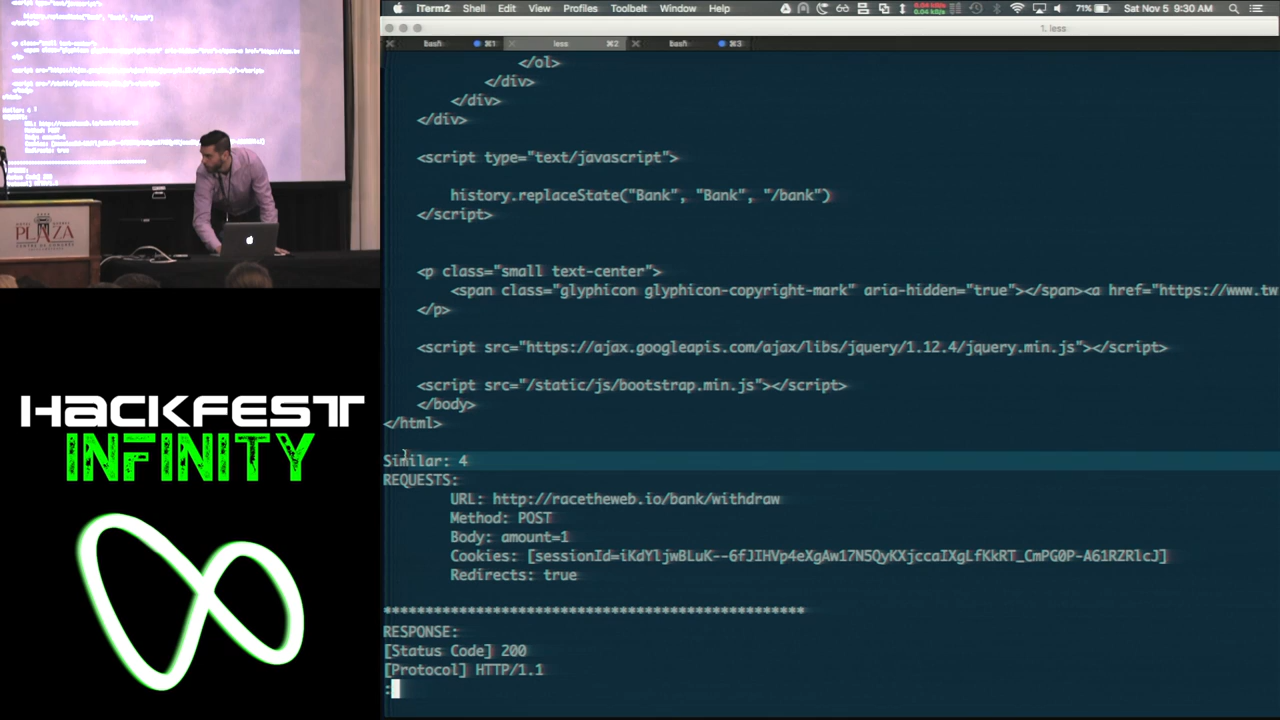 iTerm2 Shell Edit View Profiles Toolbelt Window Help 71% Sat Nov 5 9:30 AM
1. less
Bash ⌘1 less ⌘2 Bash ⌘3
</ol>
</div>
</div>
</div>
<script type="text/javascript">
history.replaceState("Bank", "Bank", "/bank")
</script>
<p class="small text-center">
<span class="glyphicon glyphicon-copyright-mark" aria-hidden="true"></span><a href="https://www.tw
</p>
<script src="https://ajax.googleapis.com/ajax/libs/jquery/1.12.4/jquery.min.js"></script>
<script src="/static/js/bootstrap.min.js"></script>
</body>
</html>
Similar: 4
REQUESTS:
URL: http://racetheweb.io/bank/withdraw
Method: POST
Body: amount=1
Cookies: [sessionId=iKdYljwBLuK--6fJIHVp4eXgAw17N5QyKXjccaIXgLfKkRT_CmPG0P-A61RZRlcJ]
Redirects: true
**************************************************
RESPONSE:
[Status Code] 200
[Protocol] HTTP/1.1
:
PLAZA
HACKFEST
INFINITY